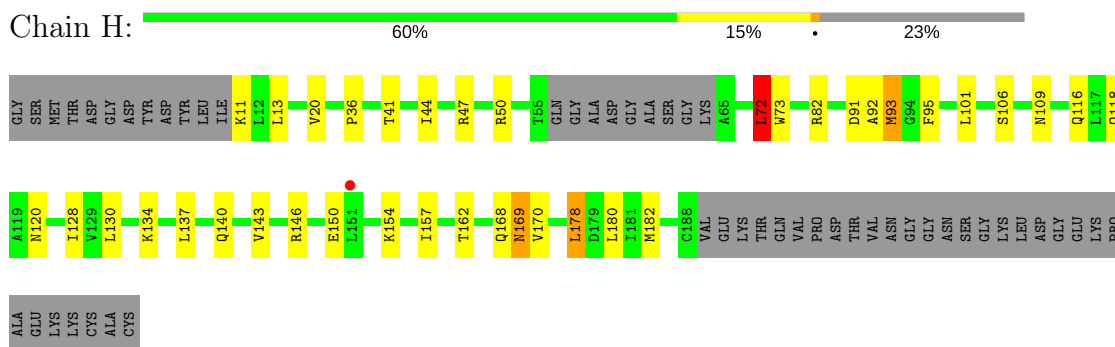 Chain H:
60% 15% • 23%
GLY SER MET THR ASP GLY ASP TYR ASP TYR LEU ILE K11 L12 L13 V20 P36 T41 I44 R47 R50 T55 GLN GLY ALA ASP GLY ALA SER GLY LYS A65 L72 W73 R82 D91 A92 M93 G94 F95 L101 S106 N109 Q116 L117 Q118
A119 N120 I128 V129 L130 K134 L137 Q140 V143 R146 E150 L151 K154 I157 T162 Q168 N169 V170 L178 D179 L180 I181 M182 C188 VAL GLU LYS THR GLN VAL PRO ASP THR VAL ASN GLY GLY ASN SER GLY LYS LEU ASP GLY GLU LYS PRO
ALA GLU LYS LYS CYS ALA CYS